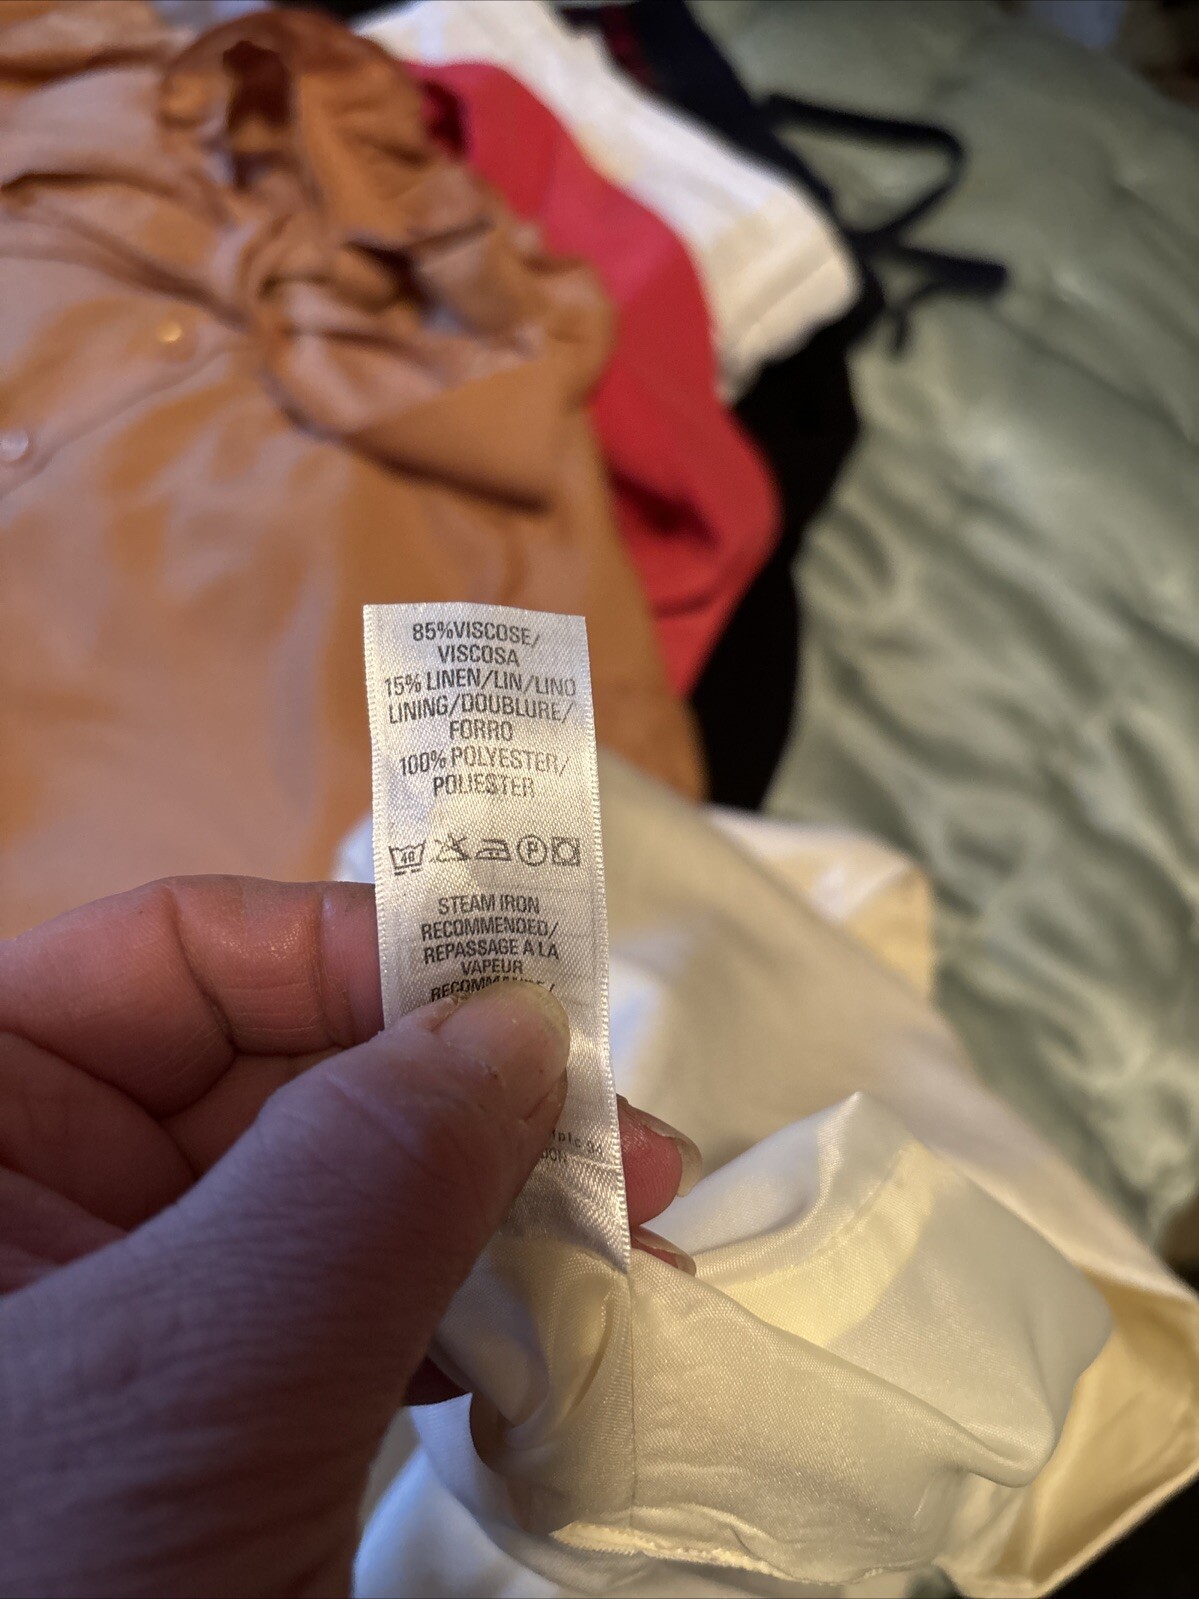 85%VISCOSE/
VISCOSA
15% LINEN/LIN/LINO
LINING/DOUBLURE/
FORRO
100% POLYESTER/
POLIESTER
40 P
STEAM IRON
RECOMMENDED/
REPASSAGE A LA
VAPEUR